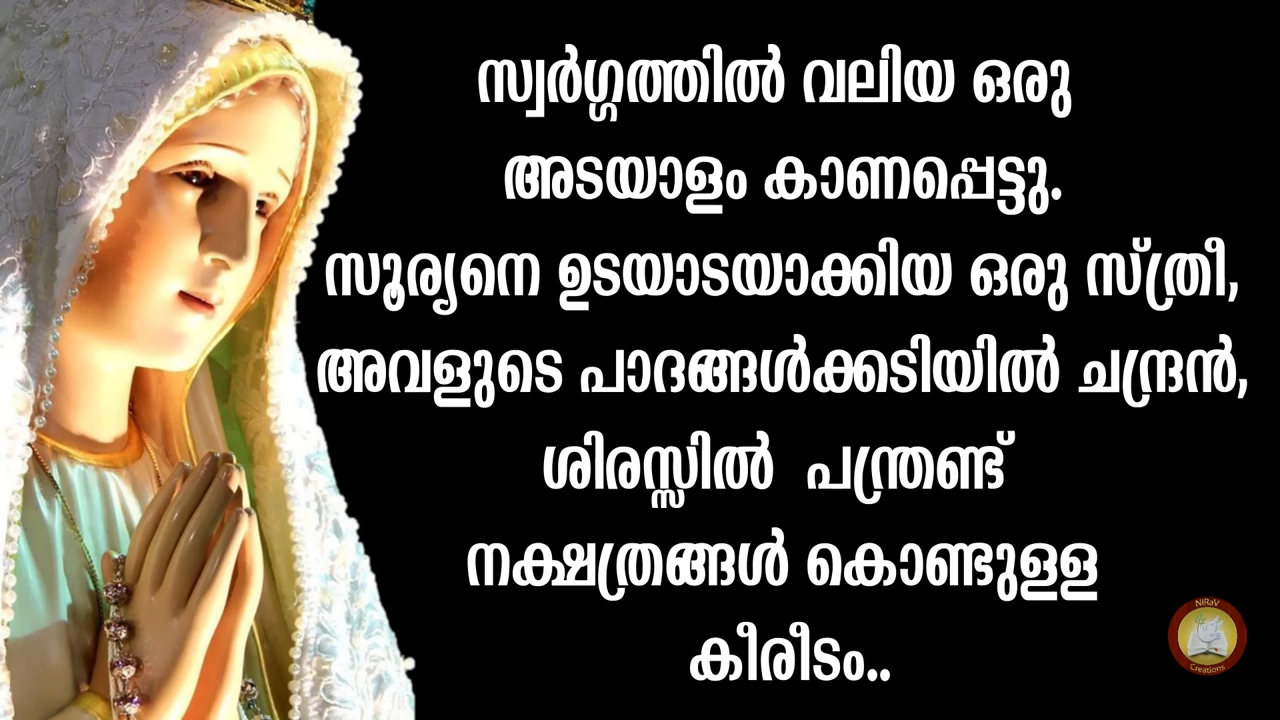 സ്വർഗ്ഗത്തിൽ വലിയ ഒരു
അടയാളം കാണപ്പെട്ടു.
സൂര്യനെ ഉടയാടയാക്കിയ ഒരു സ്ത്രീ,
അവളുടെ പാദങ്ങൾക്കടിയിൽ ചന്ദ്രൻ,
ശിരസ്സിൽ പന്ത്രണ്ട്
നക്ഷത്രങ്ങൾ കൊണ്ടുളള
കീരീടം..
NiRaV
Creations